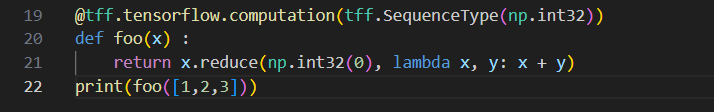 19 @tff.tensorflow.computation(tff.SequenceType(np.int32))
20 def foo(x) :
21     return x.reduce(np.int32(0), lambda x, y: x + y)
22 print(foo([1,2,3]))